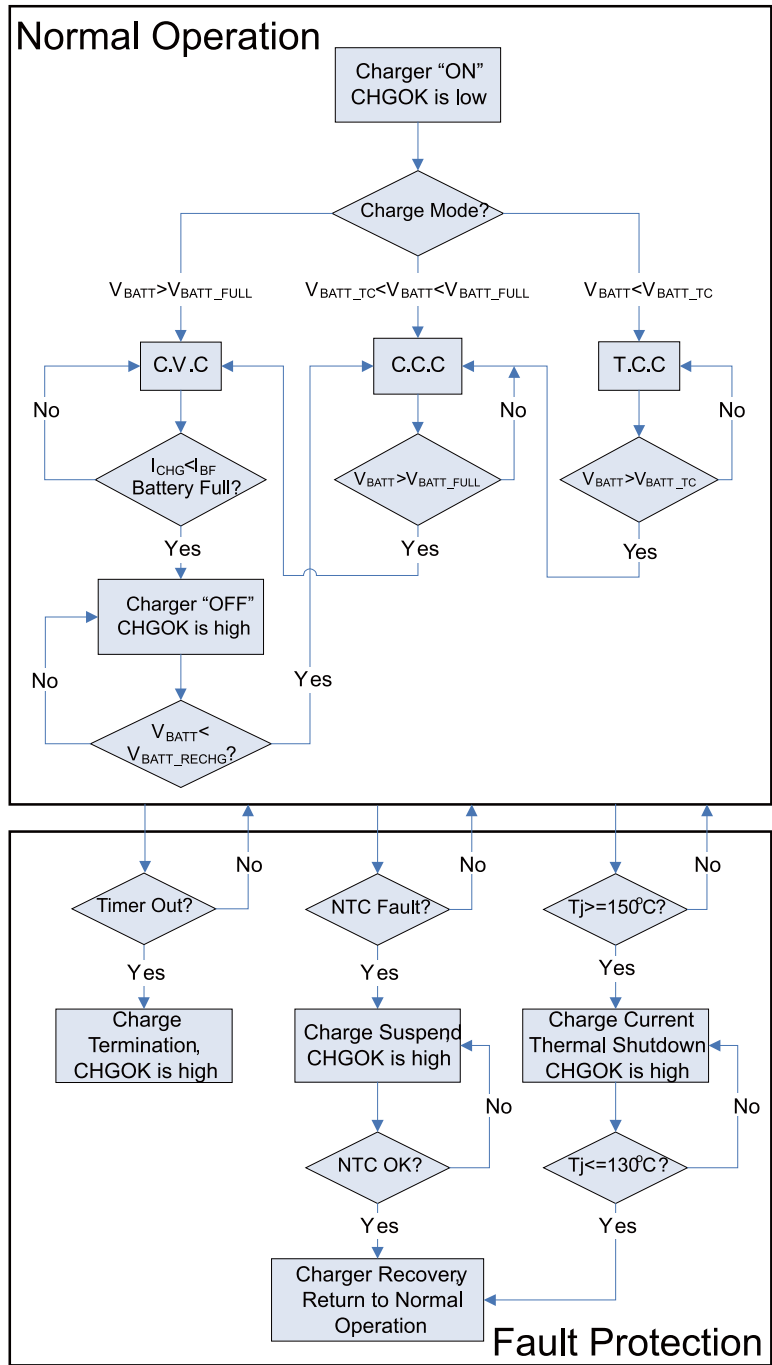 Normal Operation
Charger “ON”
CHGOK is low
Charge Mode?
VBATT>VBATT_FULL
VBATT_TC<VBATT<VBATT_FULL
VBATT<VBATT_TC
C.V.C
C.C.C
T.C.C
No
No
No
ICHG<IBF
Battery Full?
VBATT>VBATT_FULL
VBATT>VBATT_TC
Yes
Yes
Yes
Charger “OFF”
CHGOK is high
No
Yes
VBATT<
VBATT_RECHG?
No
No
No
Timer Out?
NTC Fault?
Tj>=150°C?
Yes
Yes
Yes
Charge
Termination,
CHGOK is high
Charge Suspend,
CHGOK is high
Charge Current
Thermal Shutdown
CHGOK is high
No
No
NTC OK?
Tj<=130°C?
Yes
Yes
Charger Recovery,
Return to Normal
Operation
Fault Protection